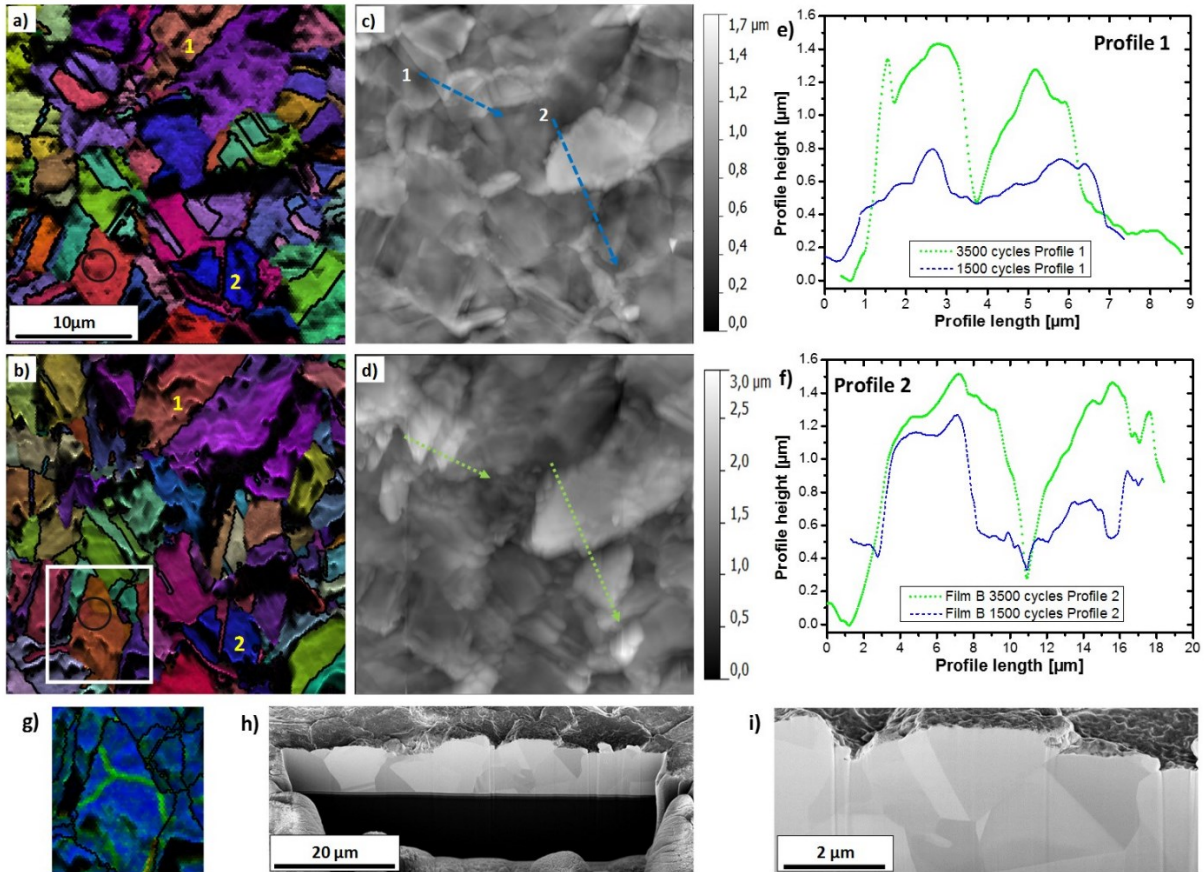 a)
1
2
10µm
b)
1
2
c)
1
2
1,7 µm
1,4
1,2
1,0
0,8
0,6
0,4
0,2
0,0
d)
3,0 µm
2,5
2,0
1,5
1,0
0,5
0,0
e)
Profile 1
Profile height [µm]
1.6
1.4
1.2
1.0
0.8
0.6
0.4
0.2
0.0
3500 cycles Profile 1
1500 cycles Profile 1
0 1 2 3 4 5 6 7 8 9
Profile length [µm]
f)
Profile 2
Profile height [µm]
1.6
1.4
1.2
1.0
0.8
0.6
0.4
0.2
0.0
Film B 3500 cycles Profile 2
Film B 1500 cycles Profile 2
0 2 4 6 8 10 12 14 16 18 20
Profile length [µm]
g)
h)
20 µm
i)
2 µm